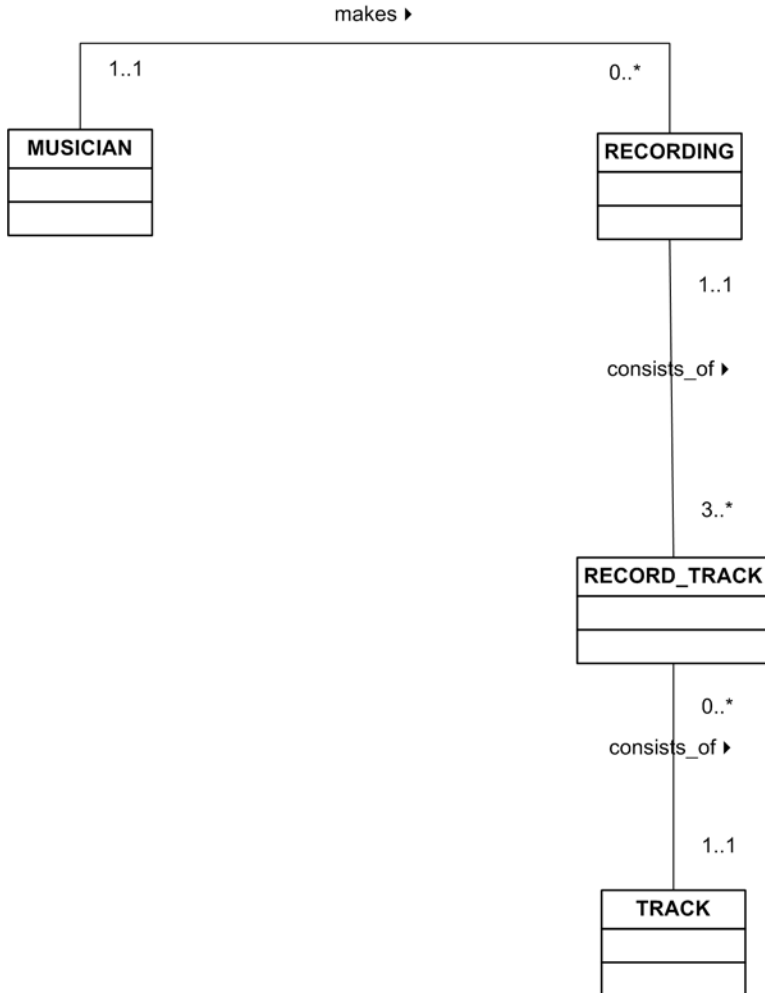 makes
1..1
0..*
MUSICIAN
RECORDING
1..1
consists_of
3..*
RECORD_TRACK
0..*
consists_of
1..1
TRACK